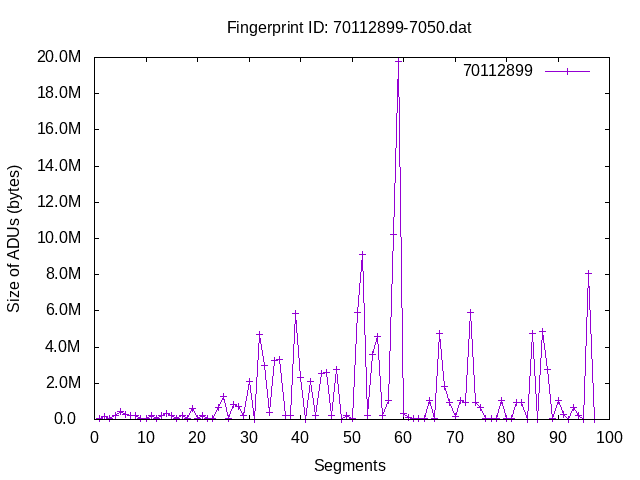 Fingerprint ID: 70112899-7050.dat
20.0M
70112899
18.0M
16.0M
14.0M
12.0M
10.0M
8.0M
6.0M
4.0M
2.0M
0.0
Size of ADUs (bytes)
0 10 20 30 40 50 60 70 80 90 100
Segments